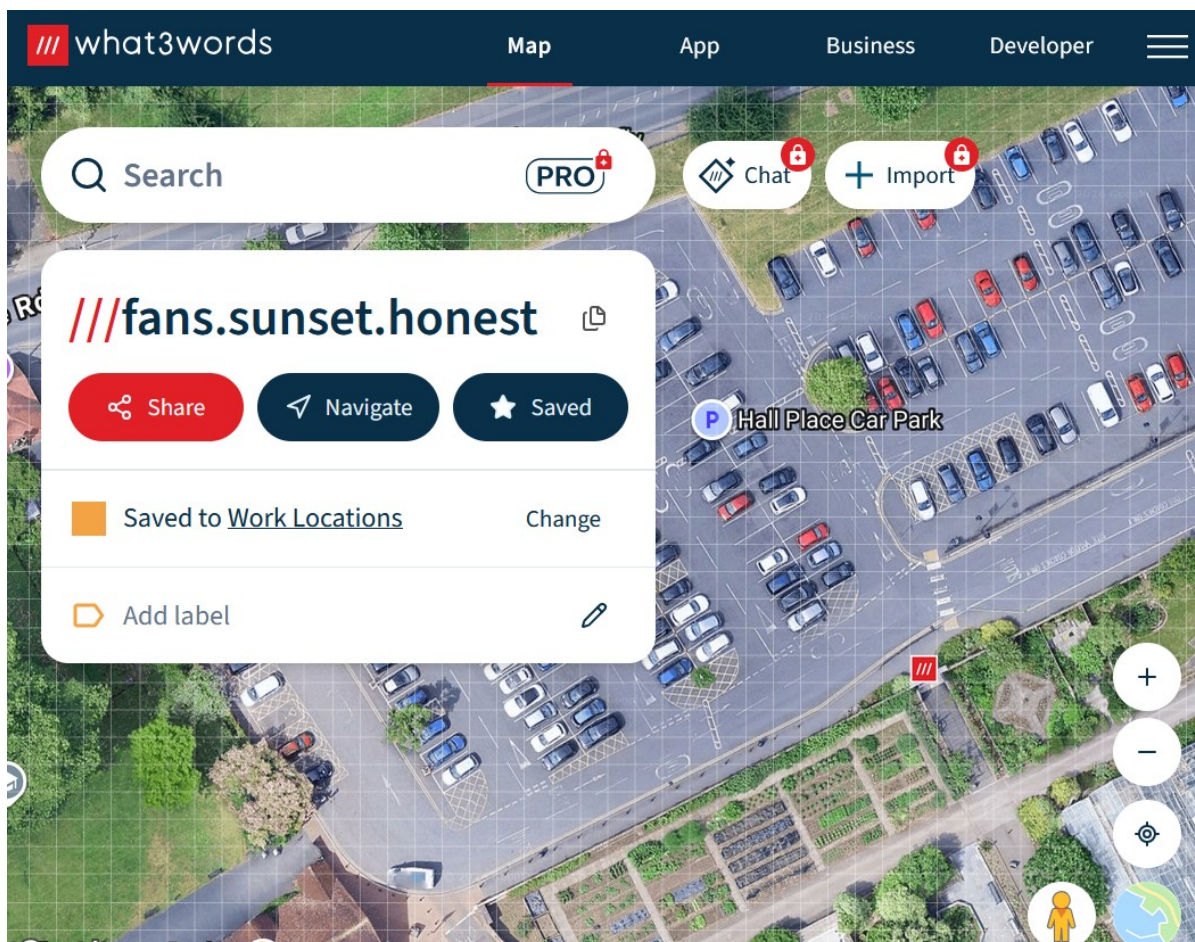 /// what3words
Map
App
Business
Developer
Search
PRO
Chat
Import
///fans.sunset.honest
Share
Navigate
Saved
P Hall Place Car Park
Saved to Work Locations
Change
Add label
///